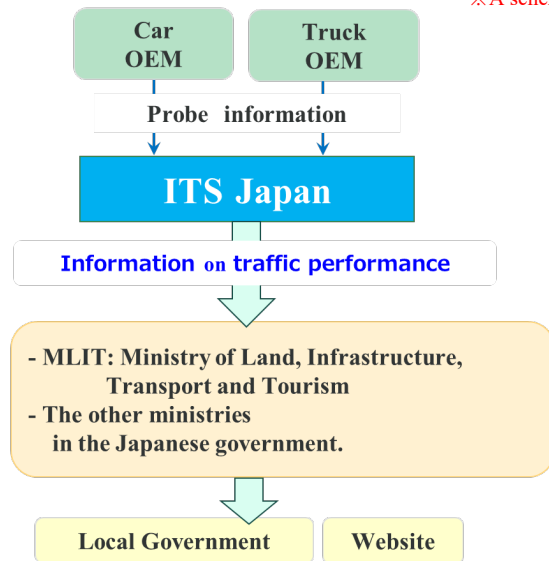 ※A
Car
OEM
Truck
OEM
Probe information
ITS Japan
Information on traffic performance
- MLIT: Ministry of Land, Infrastructure,
Transport and Tourism
- The other ministries
in the Japanese government.
Local Government
Website